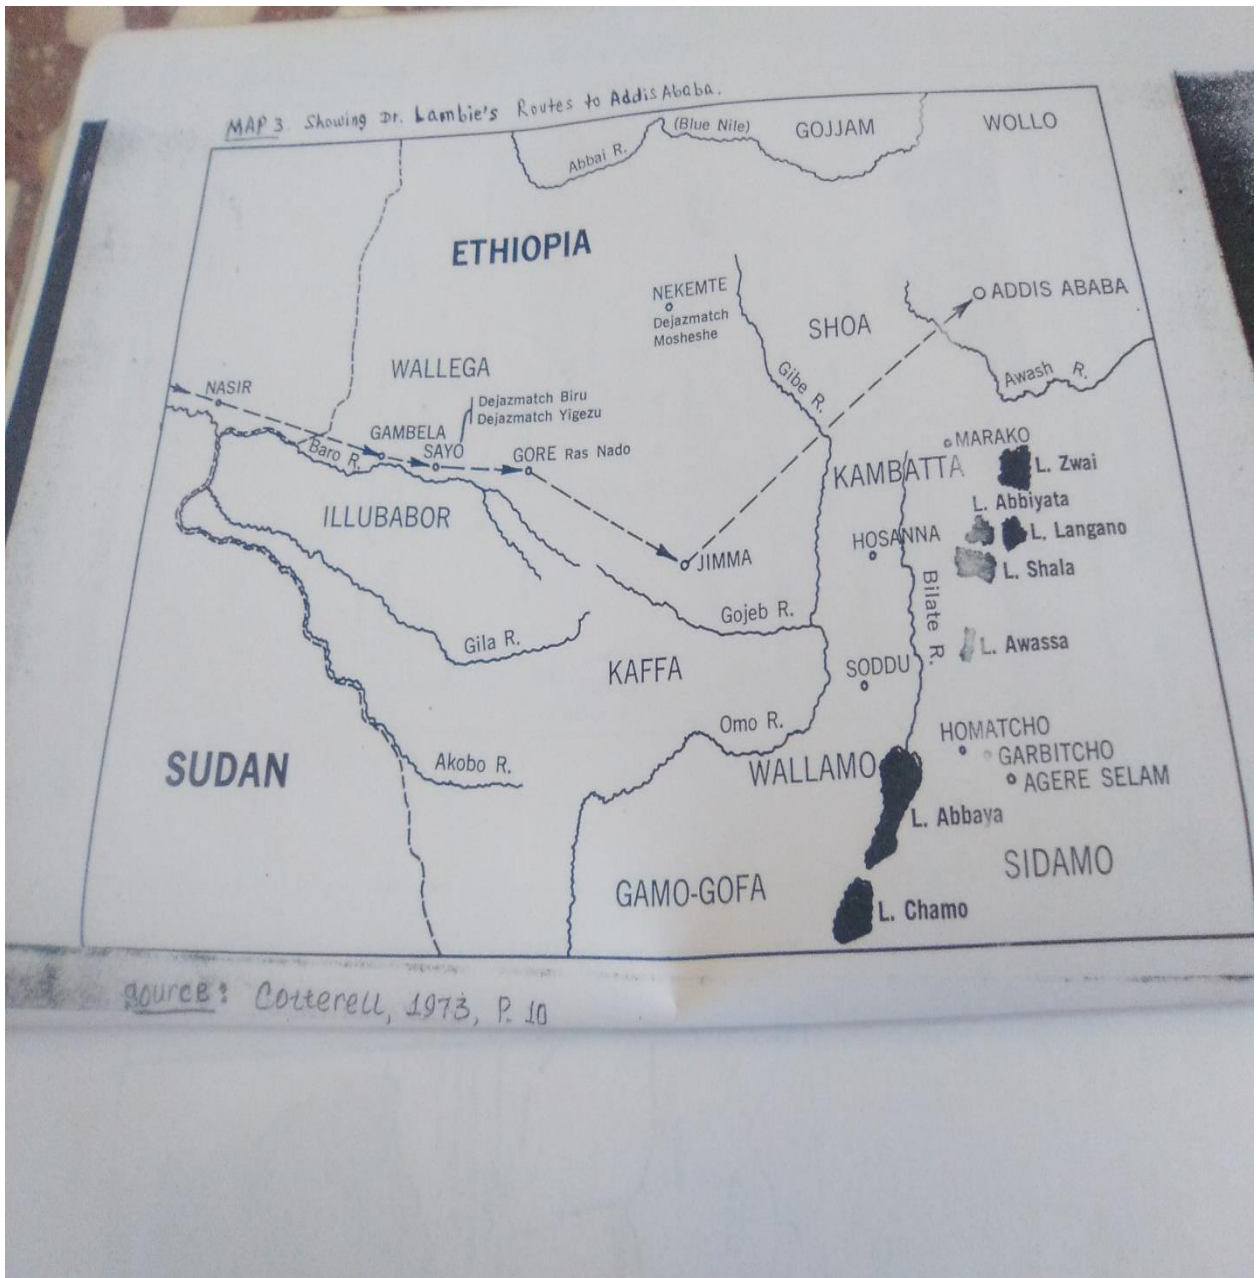 MAP 3. Showing Dr. Lambie's Routes to Addis Ababa.
(Blue Nile)
GOJJAM
WOLLO
Abbai R.
ETHIOPIA
NEKEMTE
Dejazmatch
Mosheshe
ADDIS ABABA
SHOA
WALLEGA
Gibe R.
Awash R.
NASIR
Dejazmatch Biru
Dejazmatch Yigezu
GAMBELA
SAYO
Baro R.
GORE Ras Nado
MARAKO
KAMBATTA
L. Zwai
L. Abbiyata
ILLUBABOR
HOSANNA
L. Langano
JIMMA
L. Shala
Bilate R.
Gojeb R.
Gila R.
L. Awassa
KAFFA
SODDU
Omo R.
HOMATCHO
GARBITCHO
SUDAN
Akobo R.
WALLAMO
AGERE SELAM
L. Abbaya
SIDAMO
GAMO-GOFA
L. Chamo
Source: Cotterell, 1973, P. 10